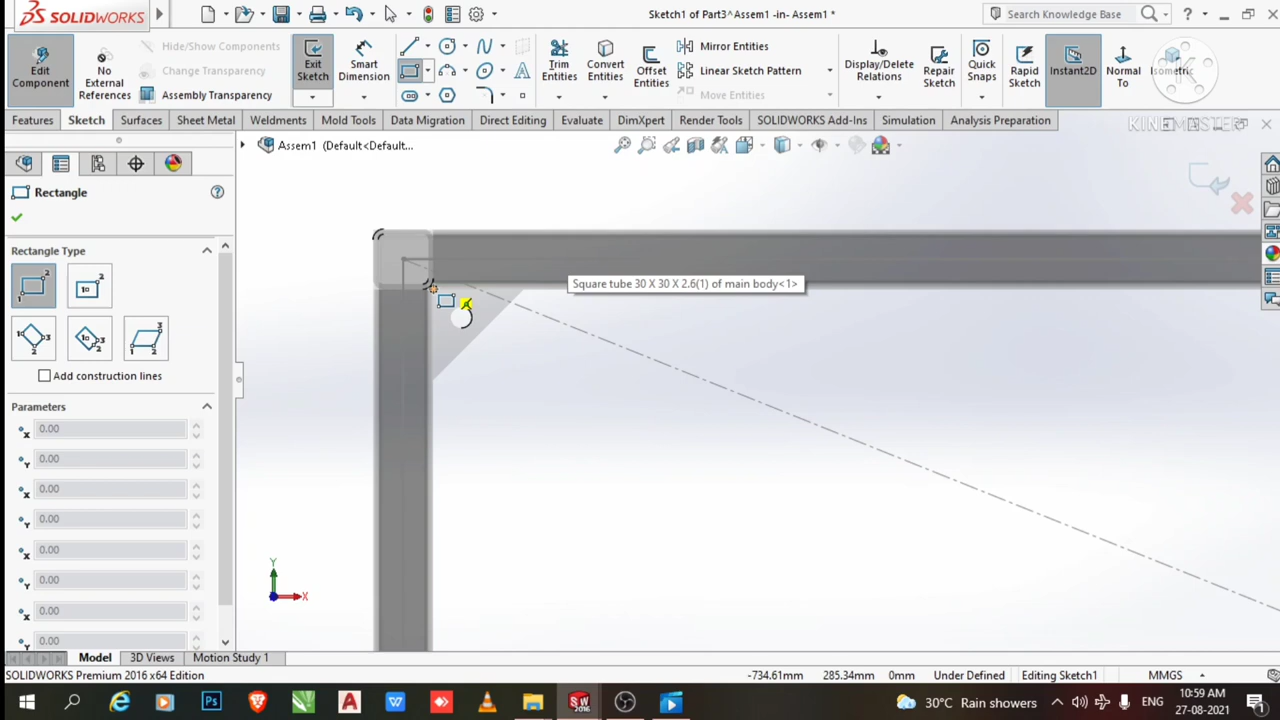 SOLIDWORKS
Sketch1 of Part3^Assem1 -in- Assem1 *
Search Knowledge Base
?
Edit Component
No External References
Hide/Show Components
Change Transparency
Assembly Transparency
Exit Sketch
Smart Dimension
Trim Entities
Convert Entities
Offset Entities
Mirror Entities
Linear Sketch Pattern
Move Entities
Display/Delete Relations
Repair Sketch
Quick Snaps
Rapid Sketch
Instant2D
Normal To
Isometric
Features
Sketch
Surfaces
Sheet Metal
Weldments
Mold Tools
Data Migration
Direct Editing
Evaluate
DimXpert
Render Tools
SOLIDWORKS Add-Ins
Simulation
Analysis Preparation
KINEMASTER
Assem1 (Default<Default...
Rectangle
Rectangle Type
Add construction lines
Parameters
0.00
0.00
0.00
0.00
0.00
0.00
0.00
0.00
Square tube 30 X 30 X 2.6(1) of main body<1>
Y
X
Model
3D Views
Motion Study 1
SOLIDWORKS Premium 2016 x64 Edition
-734.61mm
285.34mm
0mm
Under Defined
Editing Sketch1
MMGS
30°C Rain showers
ENG
10:59 AM
27-08-2021